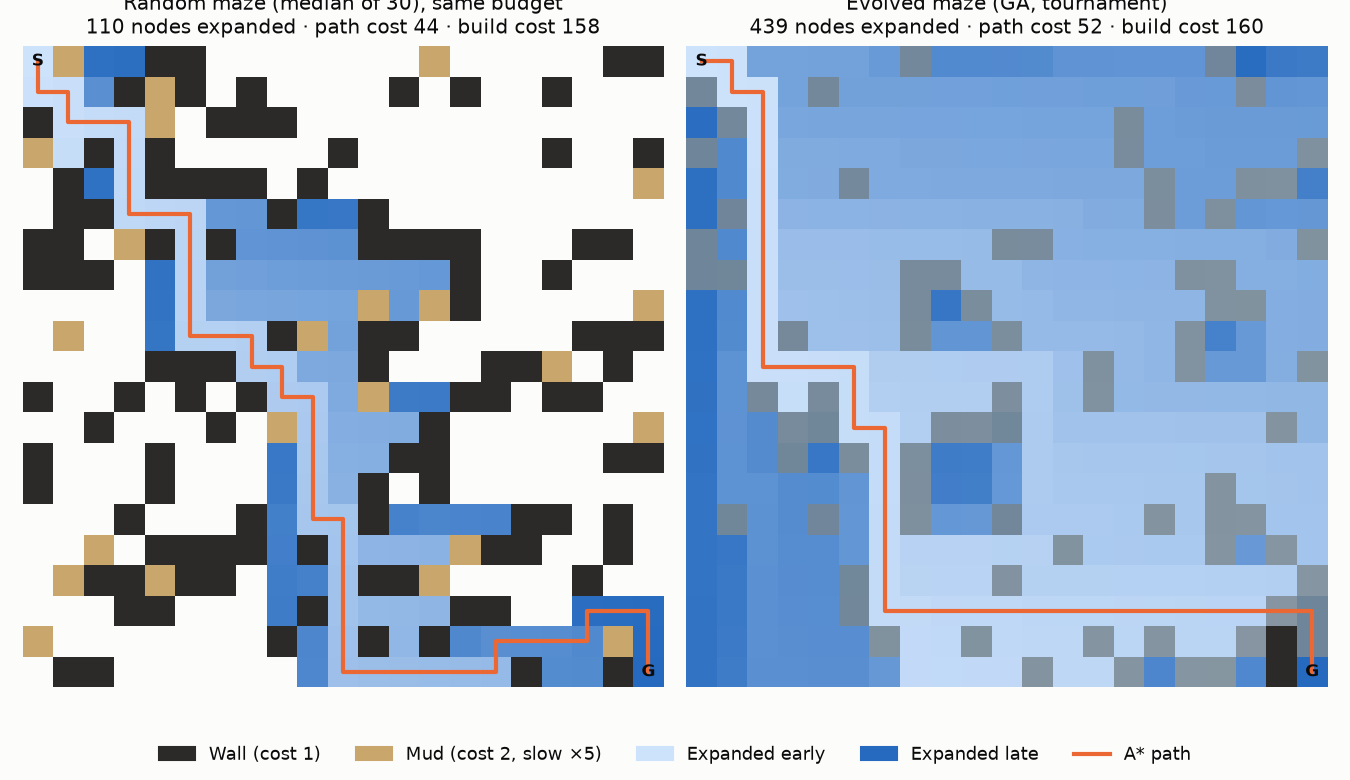 Random maze (median of 30), same budget
110 nodes expanded · path cost 44 · build cost 158
Evolved maze (GA, tournament)
439 nodes expanded · path cost 52 · build cost 160
S
G
S
G
Wall (cost 1)
Mud (cost 2, slow ×5)
Expanded early
Expanded late
A* path